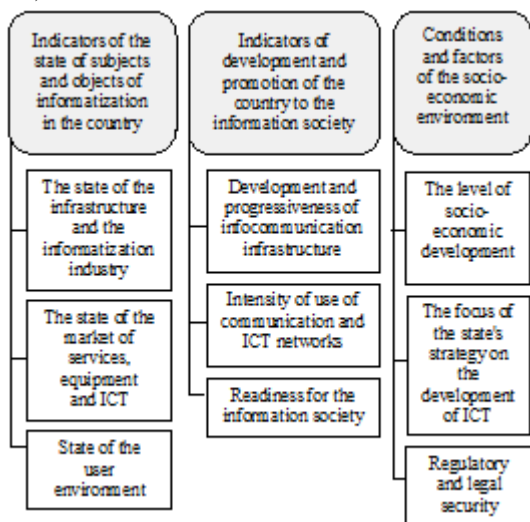 Indicators of the
state of subjects
and objects of
informatization
in the country
Indicators of
development and
promotion of the
country to the
information society
Conditions
and factors
of the socio-
economic
environment
The state of the
infrastructure
and the
informatization
industry
The state of the
market of
services,
equipment
and ICT
State of the
user
environment
Development and
progressiveness of
infocommunication
infrastructure
Intensity of use of
communication and
ICT networks
Readiness for the
information society
The level of
socio-
economic
development
The focus of
the state's
strategy on
the
development
of ICT
Regulatory
and legal
security